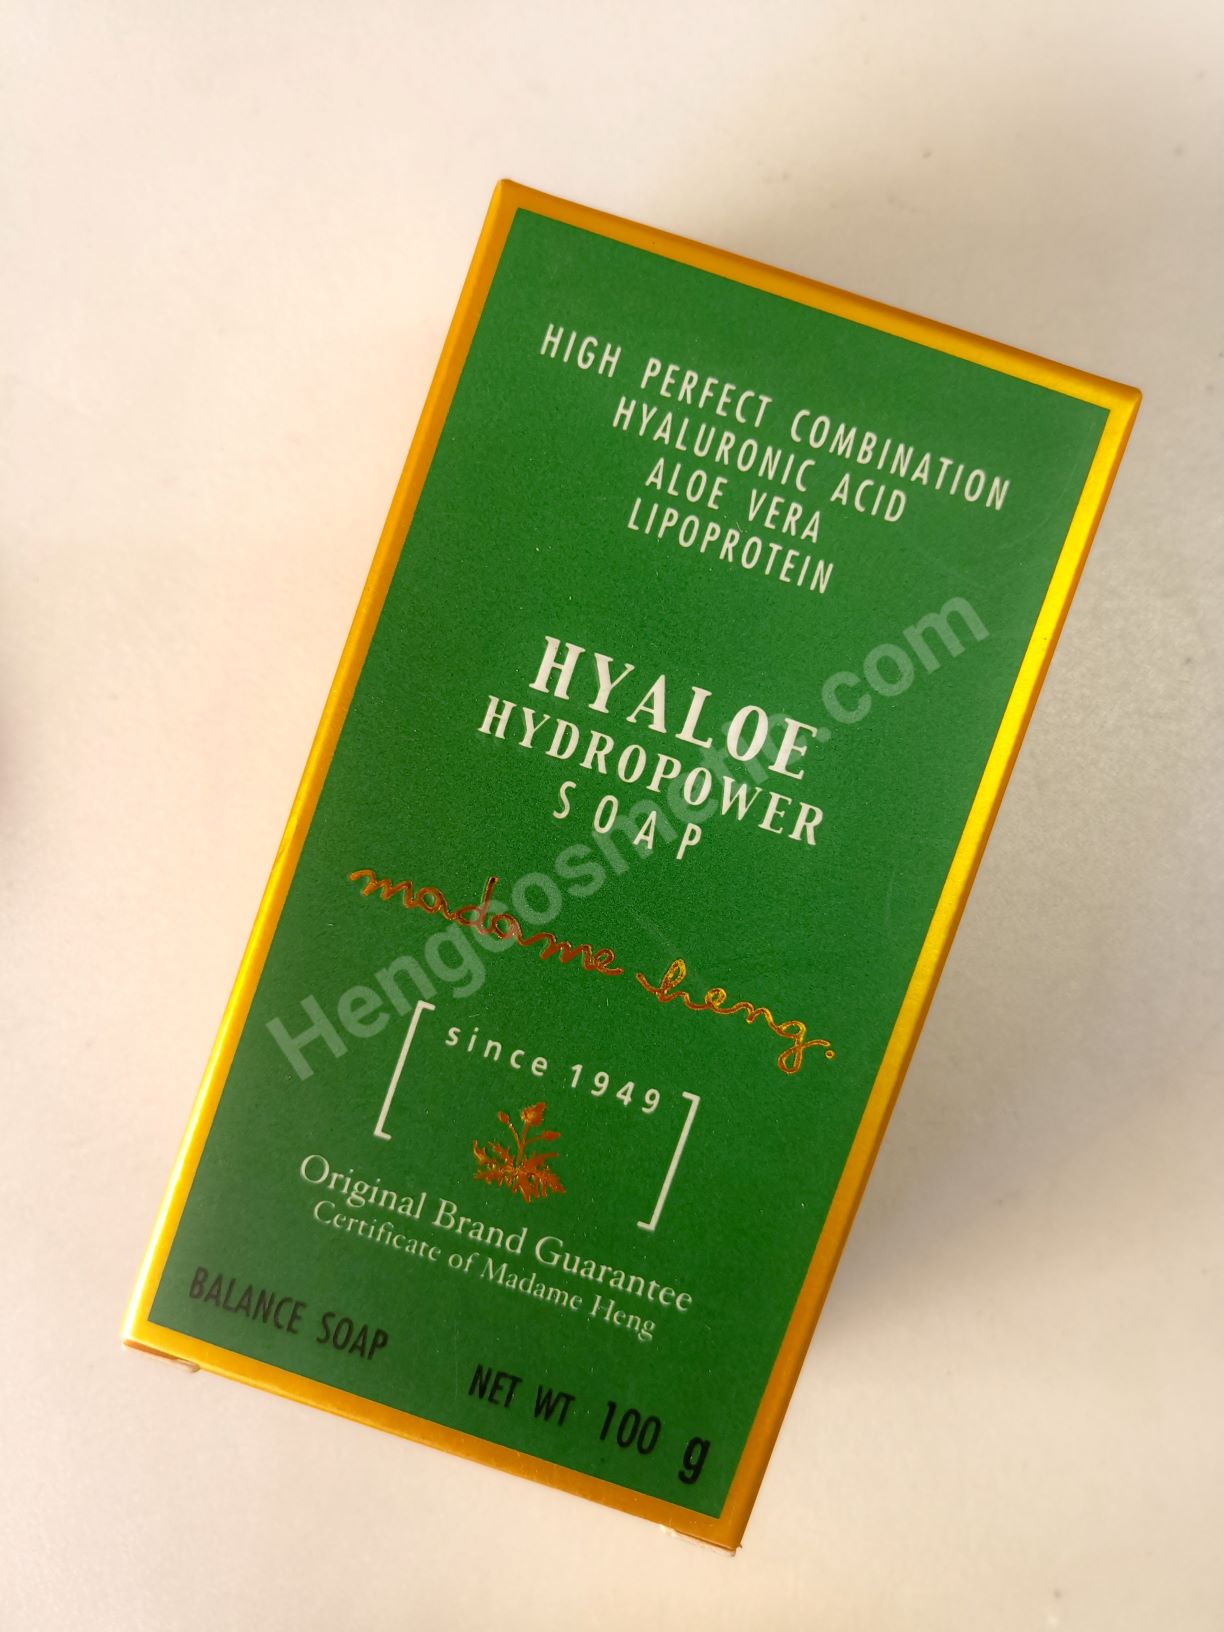 HIGH PERFECT COMBINATION
HYALURONIC ACID
ALOE VERA
LIPOPROTEIN
HYALOE
HYDROPOWER
SOAP
madame heng.
since 1949
Original Brand Guarantee
Certificate of Madame Heng
BALANCE SOAP
NET WT 100 g
Hengcosmetic.com